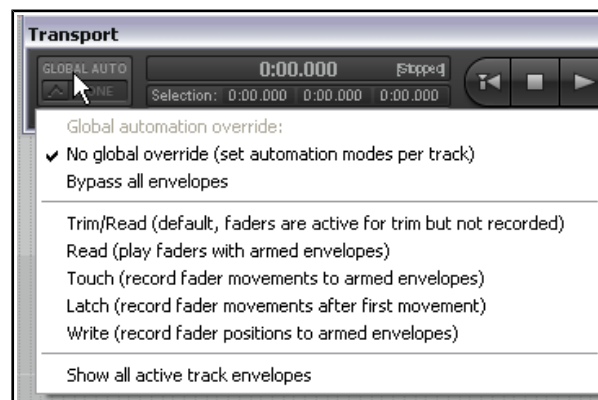 Transport
GLOBAL AUTO
NONE
0:00.000 [Stopped]
Selection: 0:00.000 0:00.000 0:00.000
Global automation override:
No global override (set automation modes per track)
Bypass all envelopes
Trim/Read (default, faders are active for trim but not recorded)
Read (play faders with armed envelopes)
Touch (record fader movements to armed envelopes)
Latch (record fader movements after first movement)
Write (record fader positions to armed envelopes)
Show all active track envelopes